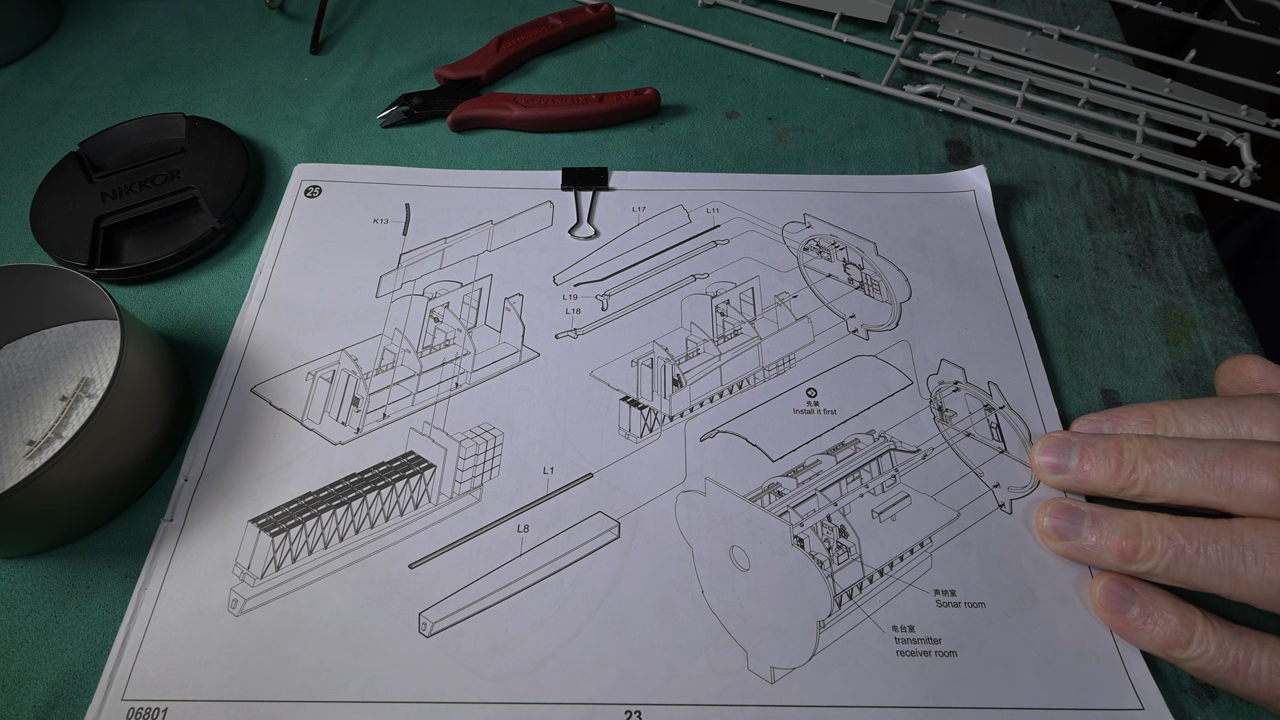 NIKKOR
25
K13
L17
L11
L19
L18
先装
Install it first
L1
L8
声纳室
Sonar room
电台室
transmitter
receiver room
06801
23